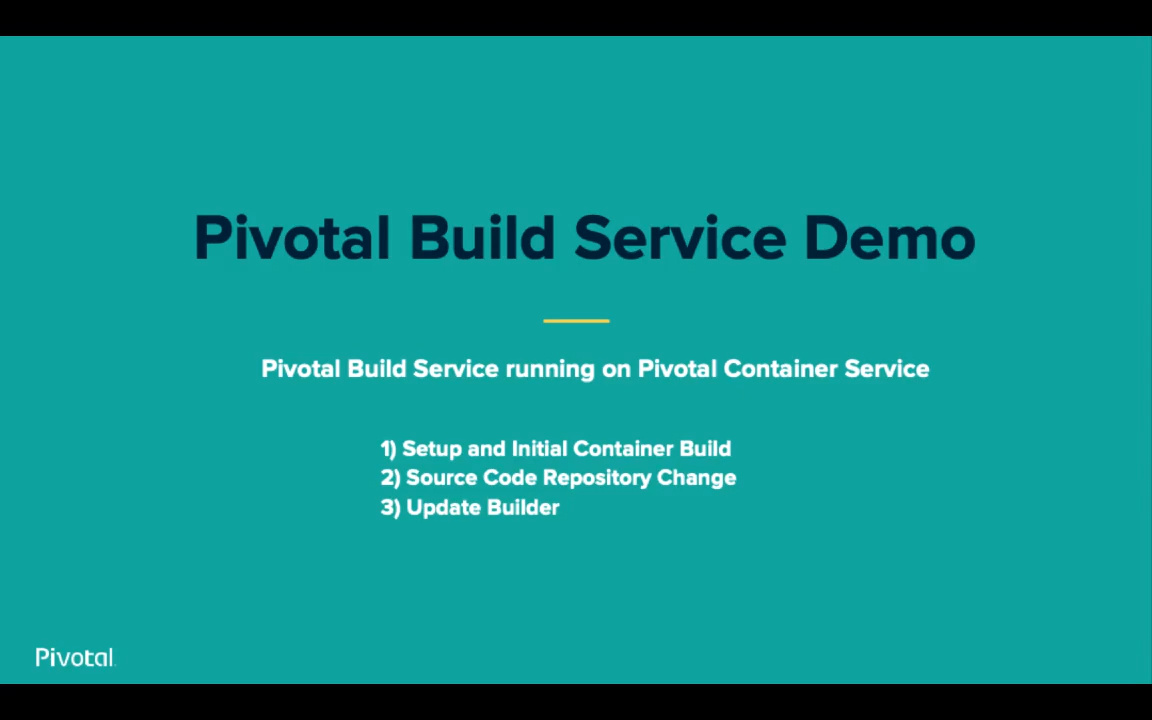 Pivotal Build Service Demo
Pivotal Build Service running on Pivotal Container Service
1) Setup and Initial Container Build
2) Source Code Repository Change
3) Update Builder
Pivotal